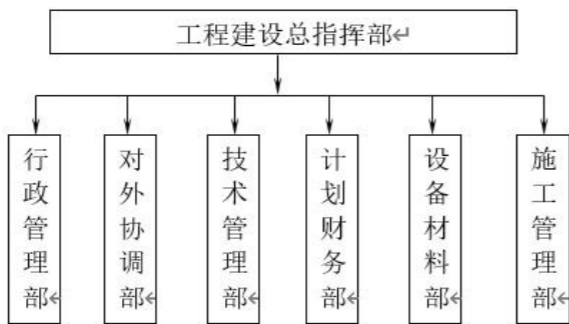 工程建设总指挥部↵
行政管理部↵
对外协调部↵
技术管理部↵
计划财务部↵
设备材料部↵
施工管理部↵